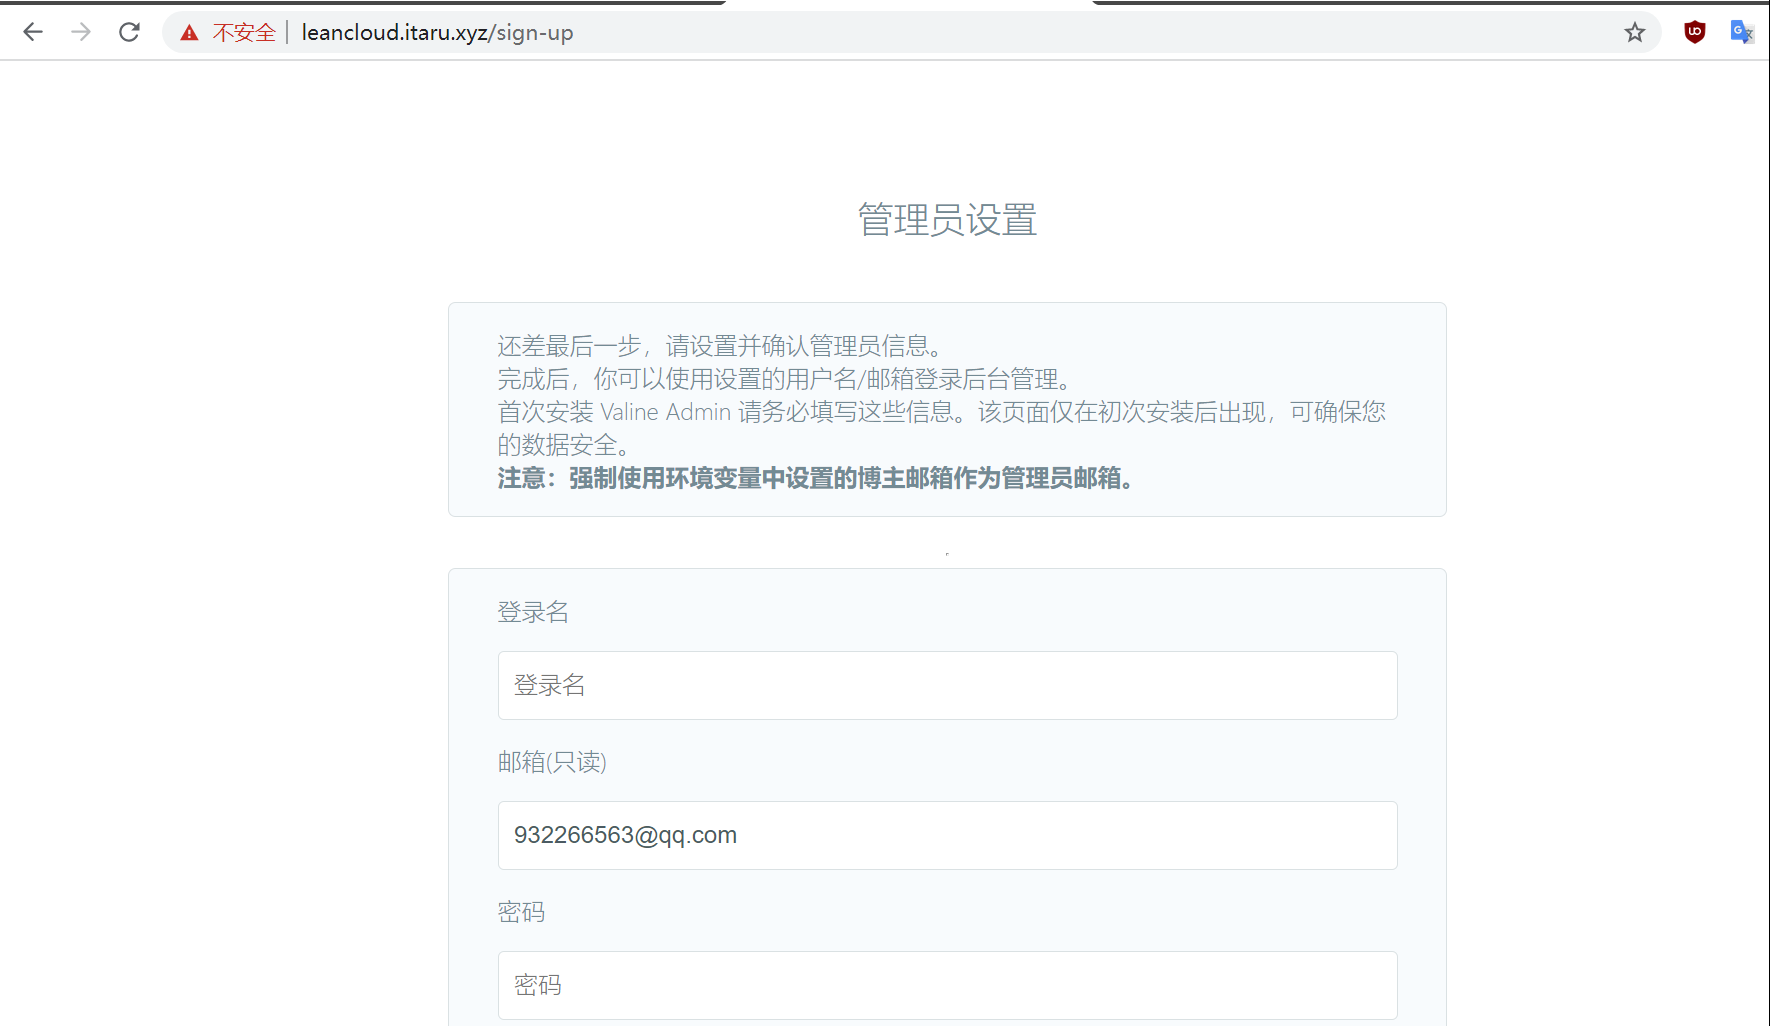 不安全 leancloud.itaru.xyz/sign-up
管理员设置
还差最后一步，请设置并确认管理员信息。
完成后，你可以使用设置的用户名/邮箱登录后台管理。
首次安装 Valine Admin 请务必填写这些信息。该页面仅在初次安装后出现，可确保您
的数据安全。
注意：强制使用环境变量中设置的博主邮箱作为管理员邮箱。
登录名
登录名
邮箱(只读)
932266563@qq.com
密码
密码